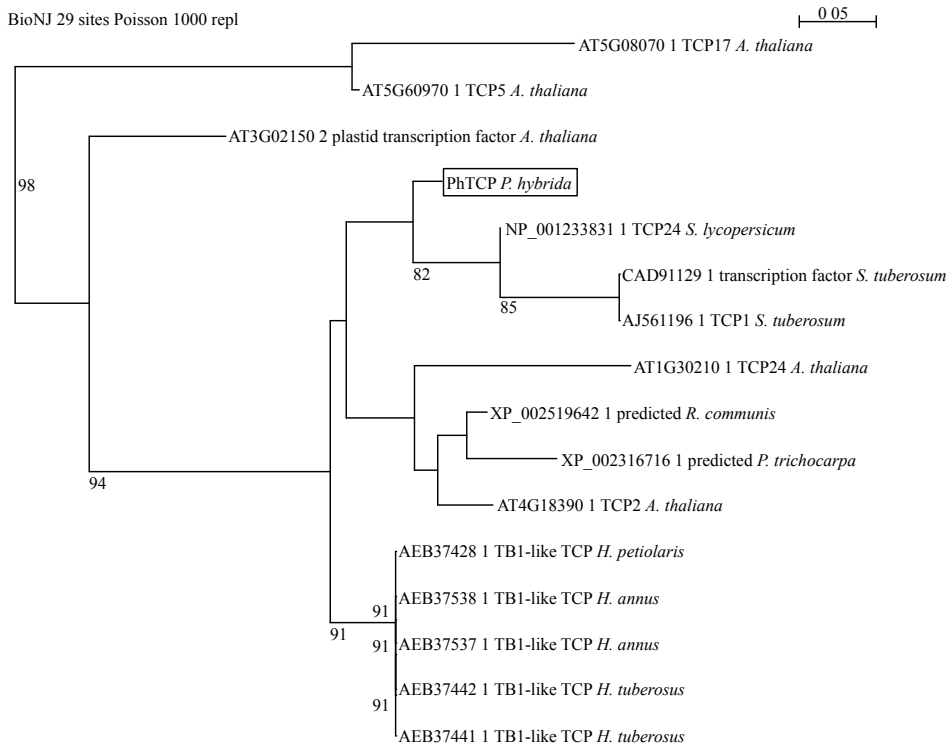 BioNJ 29 sites Poisson 1000 repl
0 05
AT5G08070 1 TCP17 A. thaliana
AT5G60970 1 TCP5 A. thaliana
AT3G02150 2 plastid transcription factor A. thaliana
98
PhTCP P. hybrida
NP_001233831 1 TCP24 S. lycopersicum
82
CAD91129 1 transcription factor S. tuberosum
85
AJ561196 1 TCP1 S. tuberosum
AT1G30210 1 TCP24 A. thaliana
XP_002519642 1 predicted R. communis
XP_002316716 1 predicted P. trichocarpa
94
AT4G18390 1 TCP2 A. thaliana
AEB37428 1 TB1-like TCP H. petiolaris
AEB37538 1 TB1-like TCP H. annus
91
91
AEB37537 1 TB1-like TCP H. annus
91
AEB37442 1 TB1-like TCP H. tuberosus
91
AEB37441 1 TB1-like TCP H. tuberosus